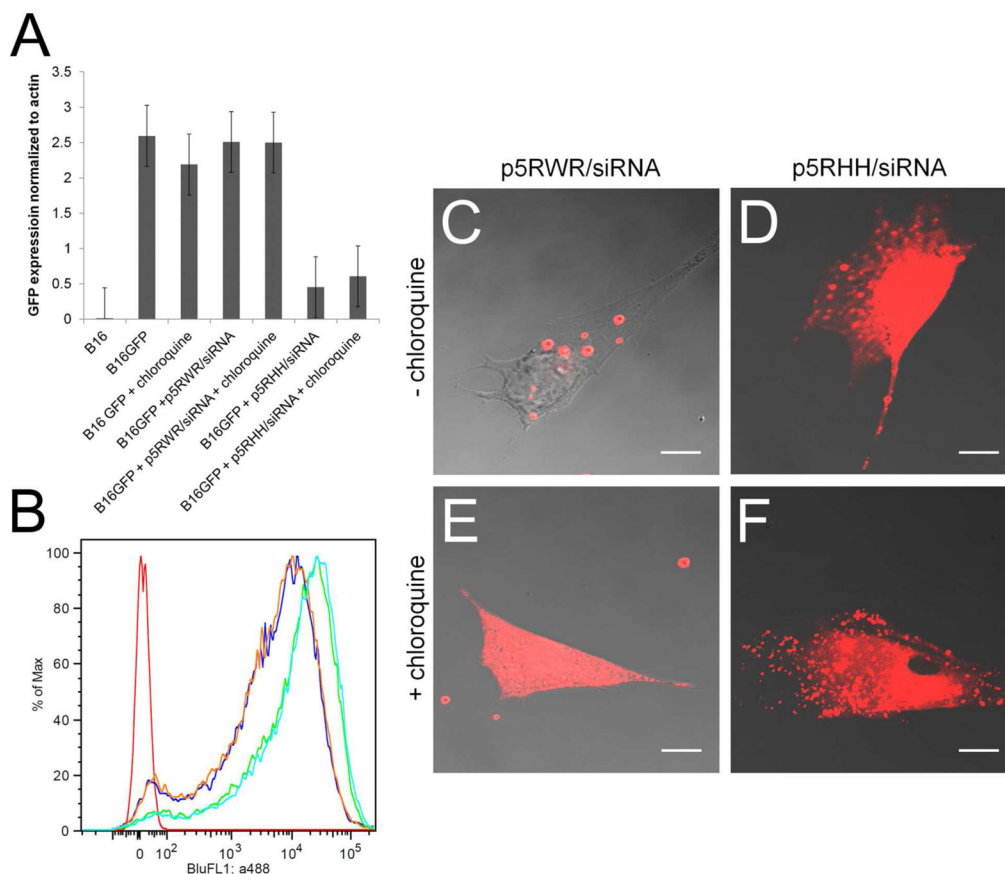 A
GFP expressioin normalized to actin
3.5
3
2.5
2
1.5
1
0.5
0
B16
B16GFP
B16 GFP + chloroquine
B16GFP +p5RWR/siRNA
B16GFP + p5RWR/siRNA + chloroquine
B16GFP + p5RHH/siRNA
B16GFP + p5RHH/siRNA + chloroquine
B
% of Max
100
80
60
40
20
0
0 10² 10³ 10⁴ 10⁵
BluFL1: a488
p5RWR/siRNA p5RHH/siRNA
- chloroquine
C D
+ chloroquine
E F